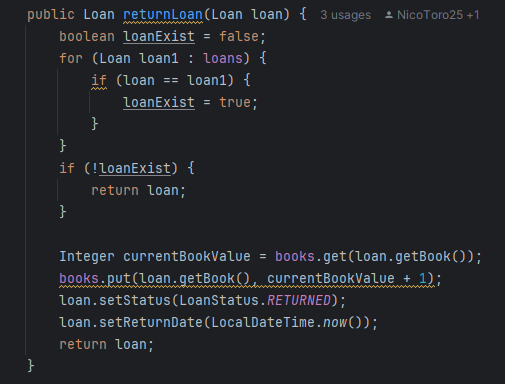 public Loan returnLoan(Loan loan) { 3 usages NicoToro25 +1
    boolean loanExist = false;
    for (Loan loan1 : loans) {
        if (loan == loan1) {
            loanExist = true;
        }
    }
    if (!loanExist) {
        return loan;
    }

    Integer currentBookValue = books.get(loan.getBook());
    books.put(loan.getBook(), currentBookValue + 1);
    loan.setStatus(LoanStatus.RETURNED);
    loan.setReturnDate(LocalDateTime.now());
    return loan;
}